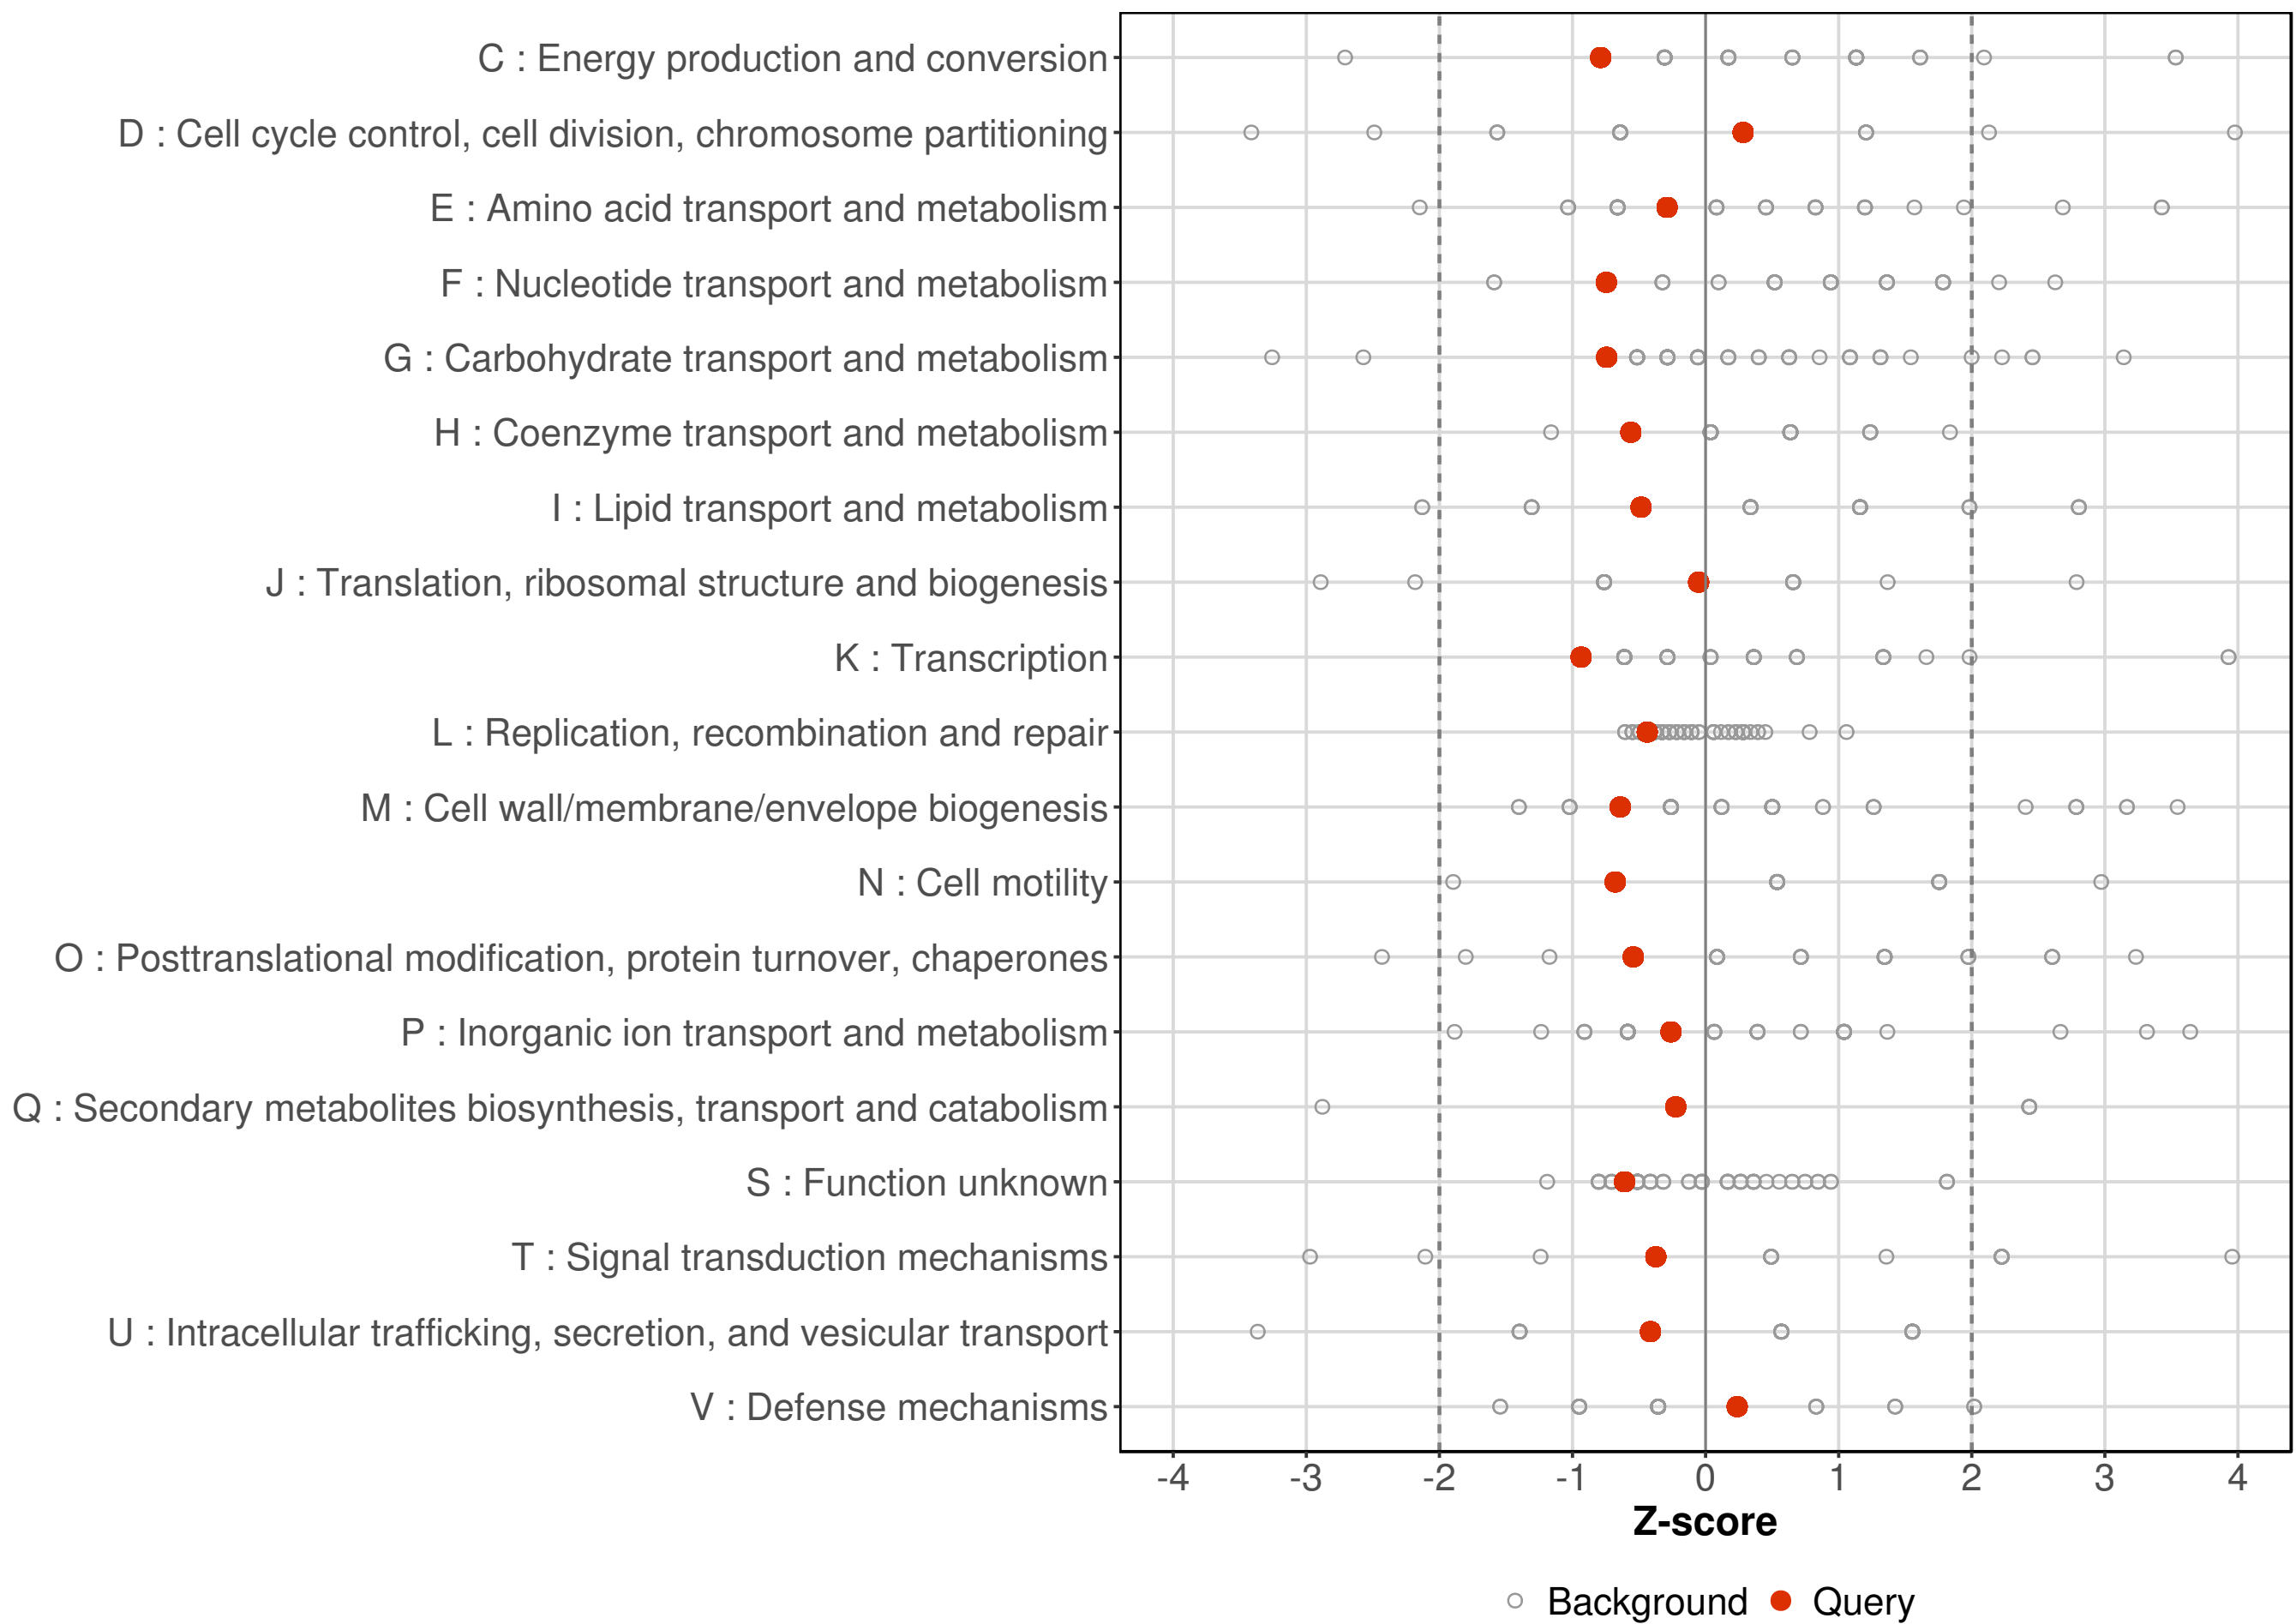 C : Energy production and conversion
D : Cell cycle control, cell division, chromosome partitioning
E : Amino acid transport and metabolism
F : Nucleotide transport and metabolism
G : Carbohydrate transport and metabolism
H : Coenzyme transport and metabolism
I : Lipid transport and metabolism
J : Translation, ribosomal structure and biogenesis
K : Transcription
L : Replication, recombination and repair
M : Cell wall/membrane/envelope biogenesis
N : Cell motility
O : Posttranslational modification, protein turnover, chaperones
P : Inorganic ion transport and metabolism
Q : Secondary metabolites biosynthesis, transport and catabolism
S : Function unknown
T : Signal transduction mechanisms
U : Intracellular trafficking, secretion, and vesicular transport
V : Defense mechanisms
-4 -3 -2 -1 0 1 2 3 4
Z-score
Background Query